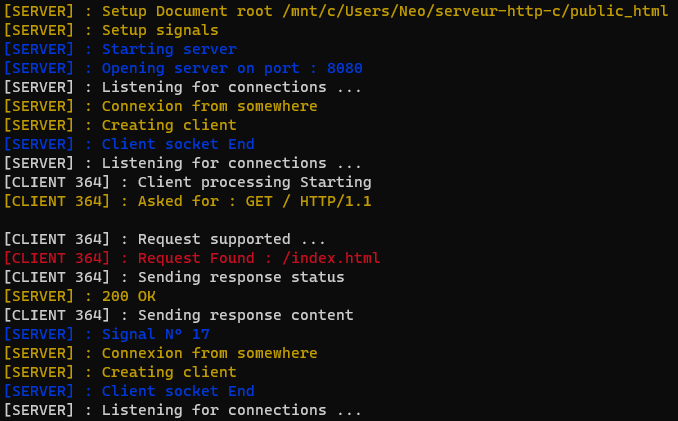 [SERVER] : Setup Document root /mnt/c/Users/Neo/serveur-http-c/public_html
[SERVER] : Setup signals
[SERVER] : Starting server
[SERVER] : Opening server on port : 8080
[SERVER] : Listening for connections ...
[SERVER] : Connexion from somewhere
[SERVER] : Creating client
[SERVER] : Client socket End
[SERVER] : Listening for connections ...
[CLIENT 364] : Client processing Starting
[CLIENT 364] : Asked for : GET / HTTP/1.1
[CLIENT 364] : Request supported ...
[CLIENT 364] : Request Found : /index.html
[CLIENT 364] : Sending response status
[SERVER] : 200 OK
[CLIENT 364] : Sending response content
[SERVER] : Signal N° 17
[SERVER] : Connexion from somewhere
[SERVER] : Creating client
[SERVER] : Client socket End
[SERVER] : Listening for connections ...